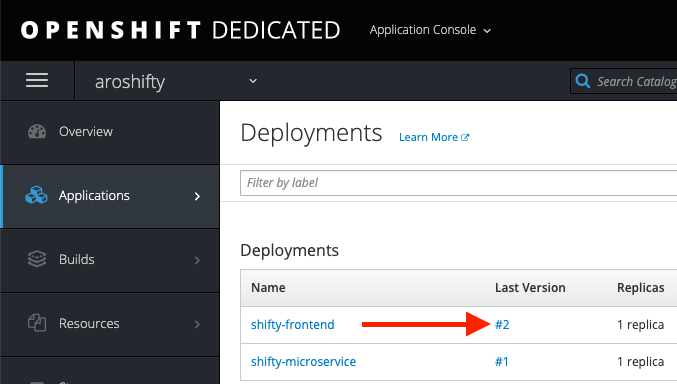 OPENSHIFT DEDICATED
Application Console
aroshifty
Search Catalog
Overview
Deployments
Learn More
Applications
Filter by label
Builds
Deployments
Name Last Version Replicas
Resources
shifty-frontend #2 1 replica
shifty-microservice #1 1 replica